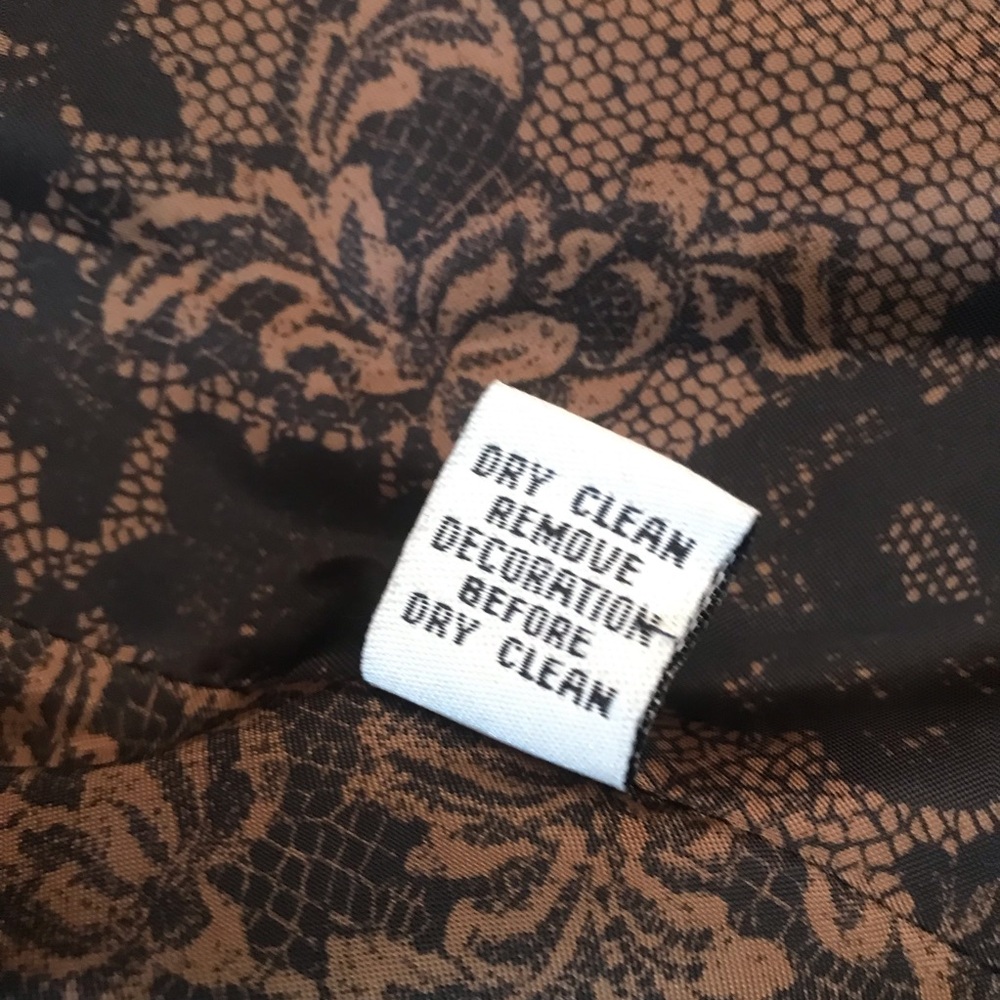 DRY CLEAN
REMOVE
DECORATION
BEFORE
DRY CLEAN